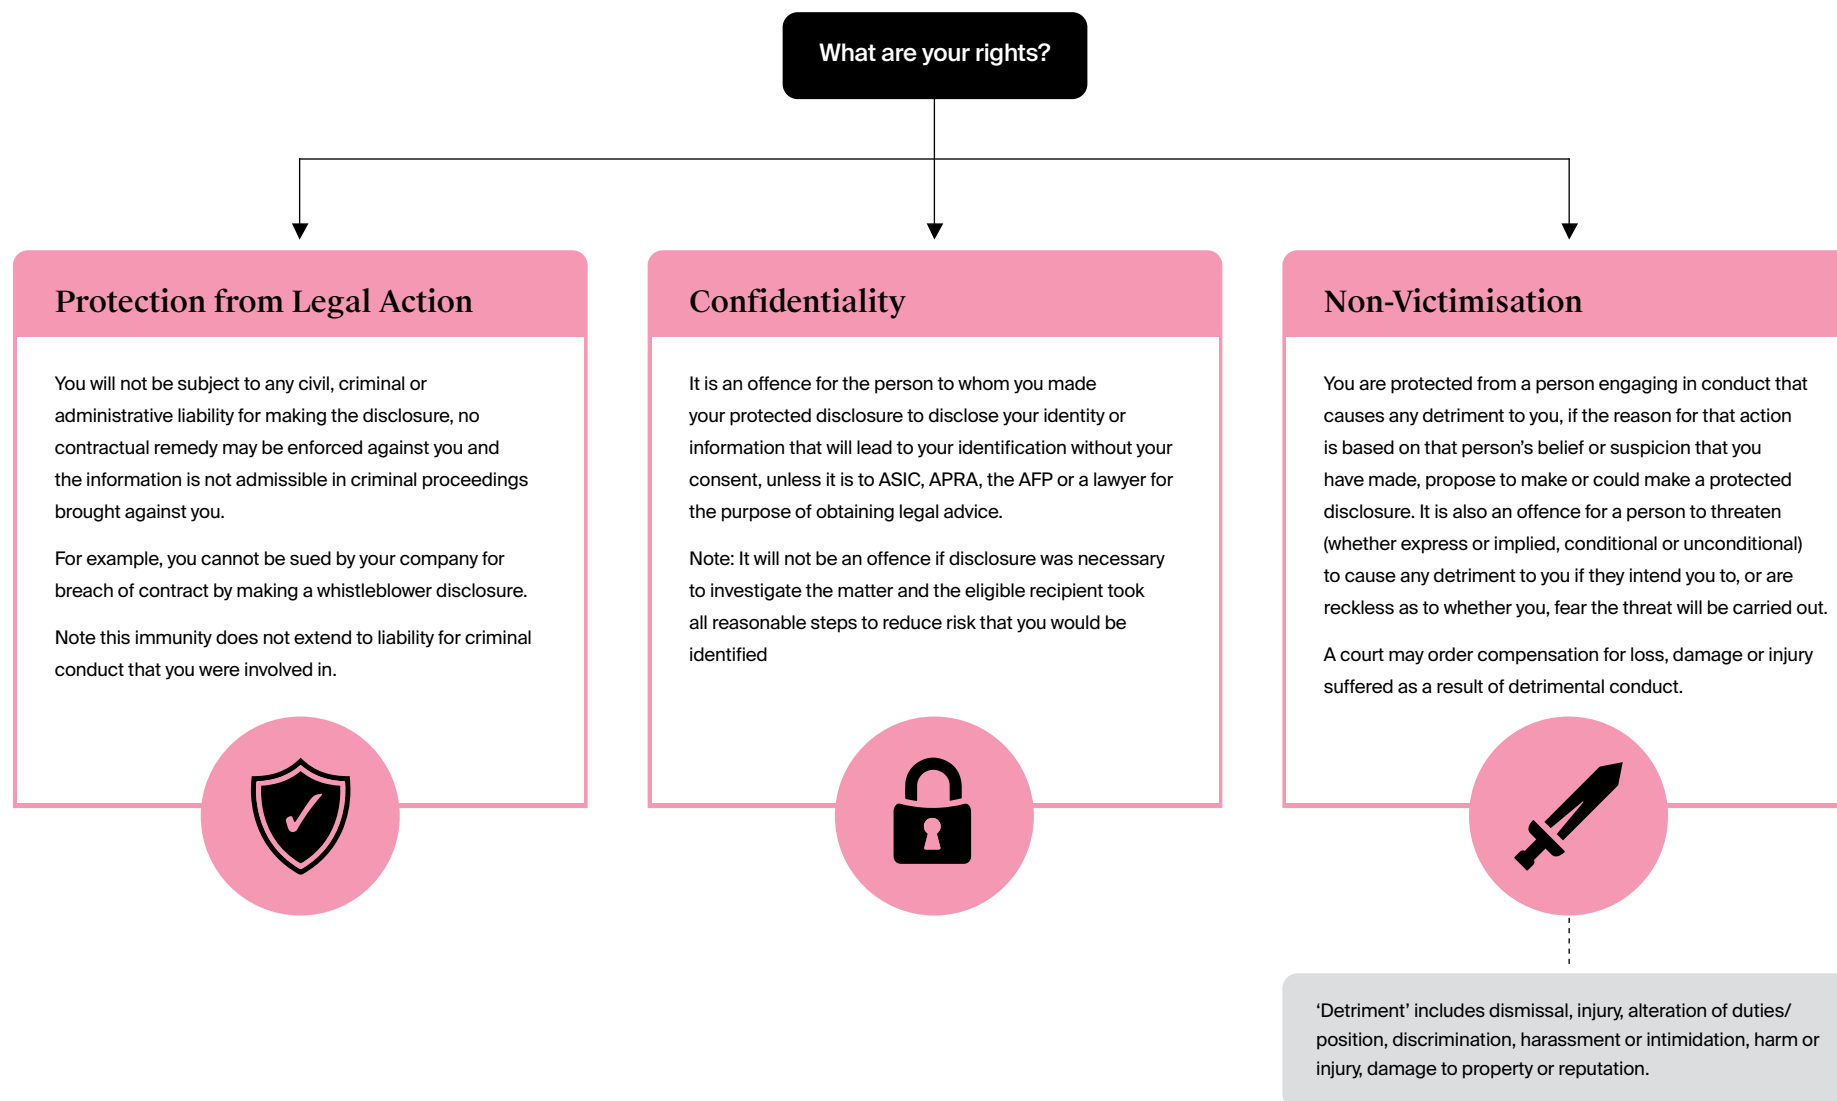 What are your rights?
Protection from Legal Action
You will not be subject to any civil, criminal or
administrative liability for making the disclosure, no
contractual remedy may be enforced against you and
the information is not admissible in criminal proceedings
brought against you.
For example, you cannot be sued by your company for
breach of contract by making a whistleblower disclosure.
Note this immunity does not extend to liability for criminal
conduct that you were involved in.
Confidentiality
It is an offence for the person to whom you made
your protected disclosure to disclose your identity or
information that will lead to your identification without your
consent, unless it is to ASIC, APRA, the AFP or a lawyer for
the purpose of obtaining legal advice.
Note: It will not be an offence if disclosure was necessary
to investigate the matter and the eligible recipient took
all reasonable steps to reduce risk that you would be
identified
Non-Victimisation
You are protected from a person engaging in conduct that
causes any detriment to you, if the reason for that action
is based on that person’s belief or suspicion that you
have made, propose to make or could make a protected
disclosure. It is also an offence for a person to threaten
(whether express or implied, conditional or unconditional)
to cause any detriment to you if they intend you to, or are
reckless as to whether you, fear the threat will be carried out.
A court may order compensation for loss, damage or injury
suffered as a result of detrimental conduct.
‘Detriment’ includes dismissal, injury, alteration of duties/
position, discrimination, harassment or intimidation, harm or
injury, damage to property or reputation.